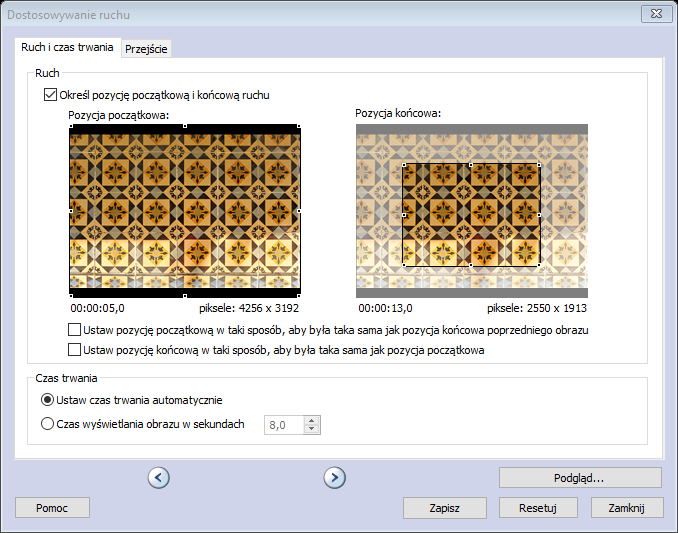 Dostosowywanie ruchu
Ruch i czas trwania
Przejście
Ruch
Określ pozycję początkową i końcową ruchu
Pozycja początkowa:
Pozycja końcowa:
00:00:05,0
piksele: 4256 x 3192
00:00:13,0
piksele: 2550 x 1913
Ustaw pozycję początkową w taki sposób, aby była taka sama jak pozycja końcowa poprzedniego obrazu
Ustaw pozycję końcową w taki sposób, aby była taka sama jak pozycja początkowa
Czas trwania
Ustaw czas trwania automatycznie
Czas wyświetlania obrazu w sekundach
8,0
Podgląd...
Pomoc
Zapisz
Resetuj
Zamknij